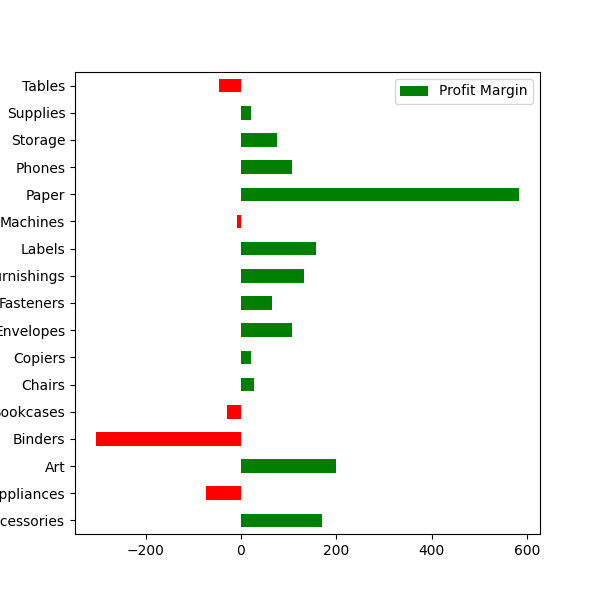 Tables
Profit Margin
Supplies
Storage
Phones
Paper
Machines
Labels
urnishings
Fasteners
Envelopes
Copiers
Chairs
ookcases
Binders
Art
ppliances
cessories
−200 0 200 400 600